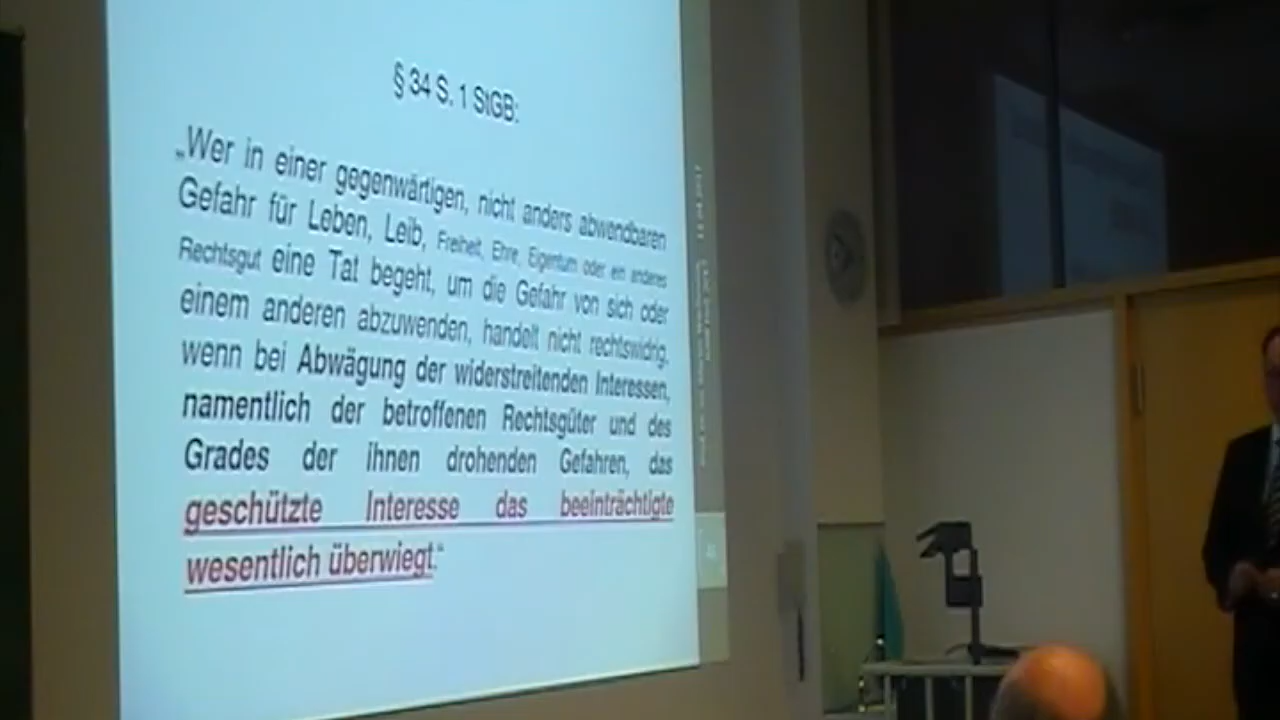 § 34 S. 1 StGB:
„Wer in einer gegenwärtigen, nicht anders abwendbaren
Gefahr für Leben, Leib, Freiheit, Ehre, Eigentum oder ein anderes
Rechtsgut eine Tat begeht, um die Gefahr von sich oder
einem anderen abzuwenden, handelt nicht rechtswidrig,
wenn bei Abwägung der widerstreitenden Interessen,
namentlich der betroffenen Rechtsgüter und des
Grades der ihnen drohenden Gefahren, das
geschützte Interesse das beeinträchtigte
wesentlich überwiegt.“